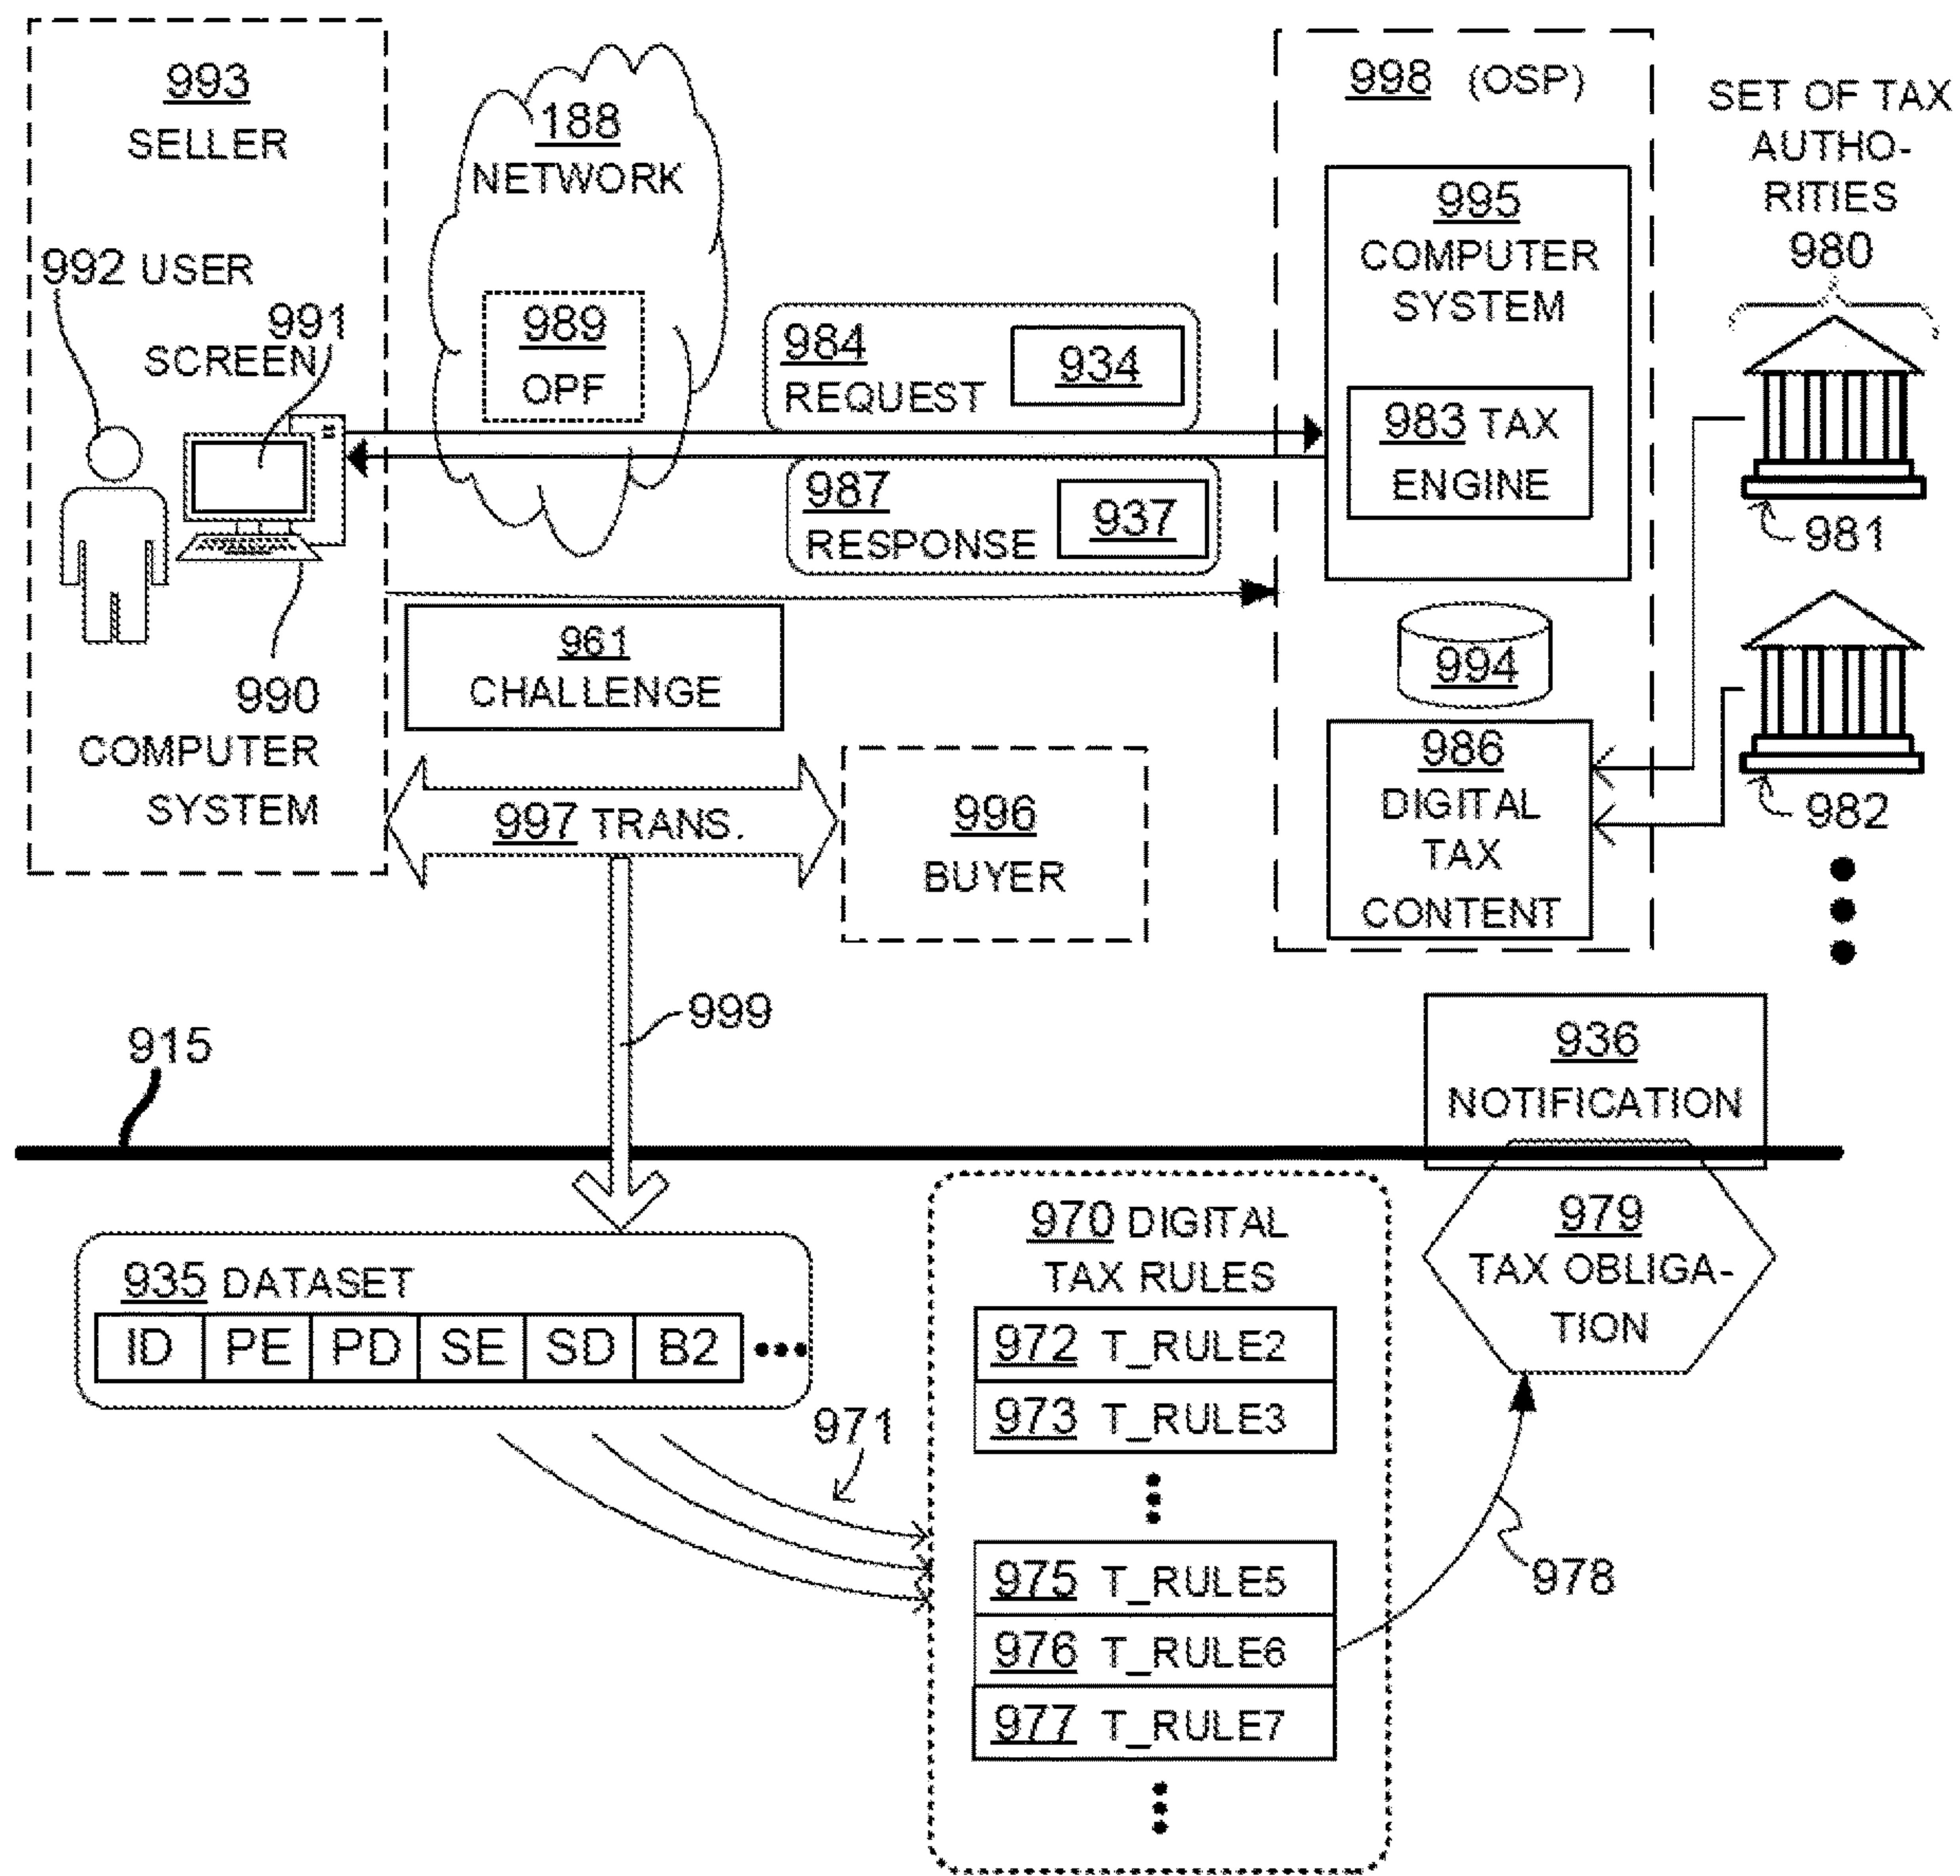 993
SELLER
992 USER
991
SCREEN
990
COMPUTER
SYSTEM
188
NETWORK
989
OPF
984
REQUEST
934
987
RESPONSE
937
961
CHALLENGE
997 TRANS.
996
BUYER
998 (OSP)
995
COMPUTER
SYSTEM
983 TAX
ENGINE
994
986
DIGITAL
TAX
CONTENT
SET OF TAX
AUTHO-
RITIES
980
981
982
999
915
936
NOTIFICATION
979
TAX OBLIGA-
TION
935 DATASET
ID PE PD SE SD B2
971
970 DIGITAL
TAX RULES
972 T_RULE2
973 T_RULE3
975 T_RULE5
976 T_RULE6
977 T_RULE7
978